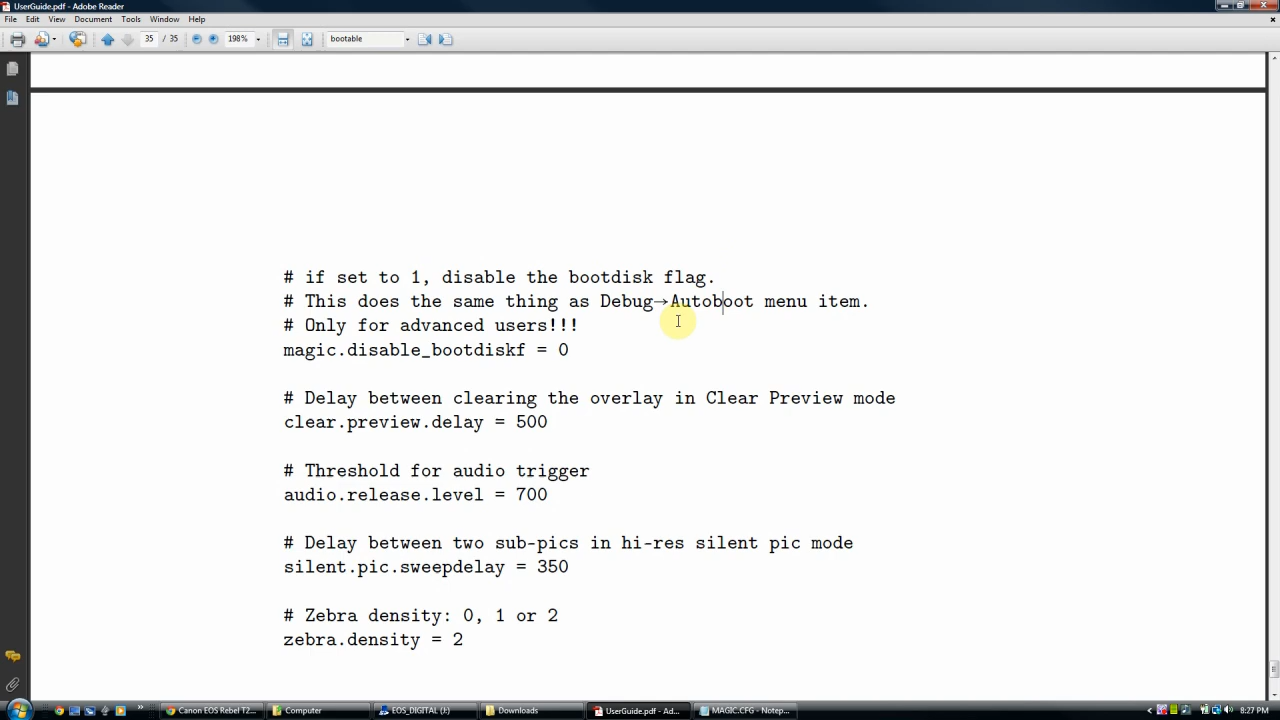 UserGuide.pdf - Adobe Reader
File Edit View Document Tools Window Help
35 / 35 198% bootable
# if set to 1, disable the bootdisk flag.
# This does the same thing as Debug→Autoboot menu item.
# Only for advanced users!!!
magic.disable_bootdiskf = 0
# Delay between clearing the overlay in Clear Preview mode
clear.preview.delay = 500
# Threshold for audio trigger
audio.release.level = 700
# Delay between two sub-pics in hi-res silent pic mode
silent.pic.sweepdelay = 350
# Zebra density: 0, 1 or 2
zebra.density = 2
Canon EOS Rebel T2... Computer EOS_DIGITAL (J:) Downloads UserGuide.pdf - Ad... MAGIC.CFG - Notep... 8:27 PM